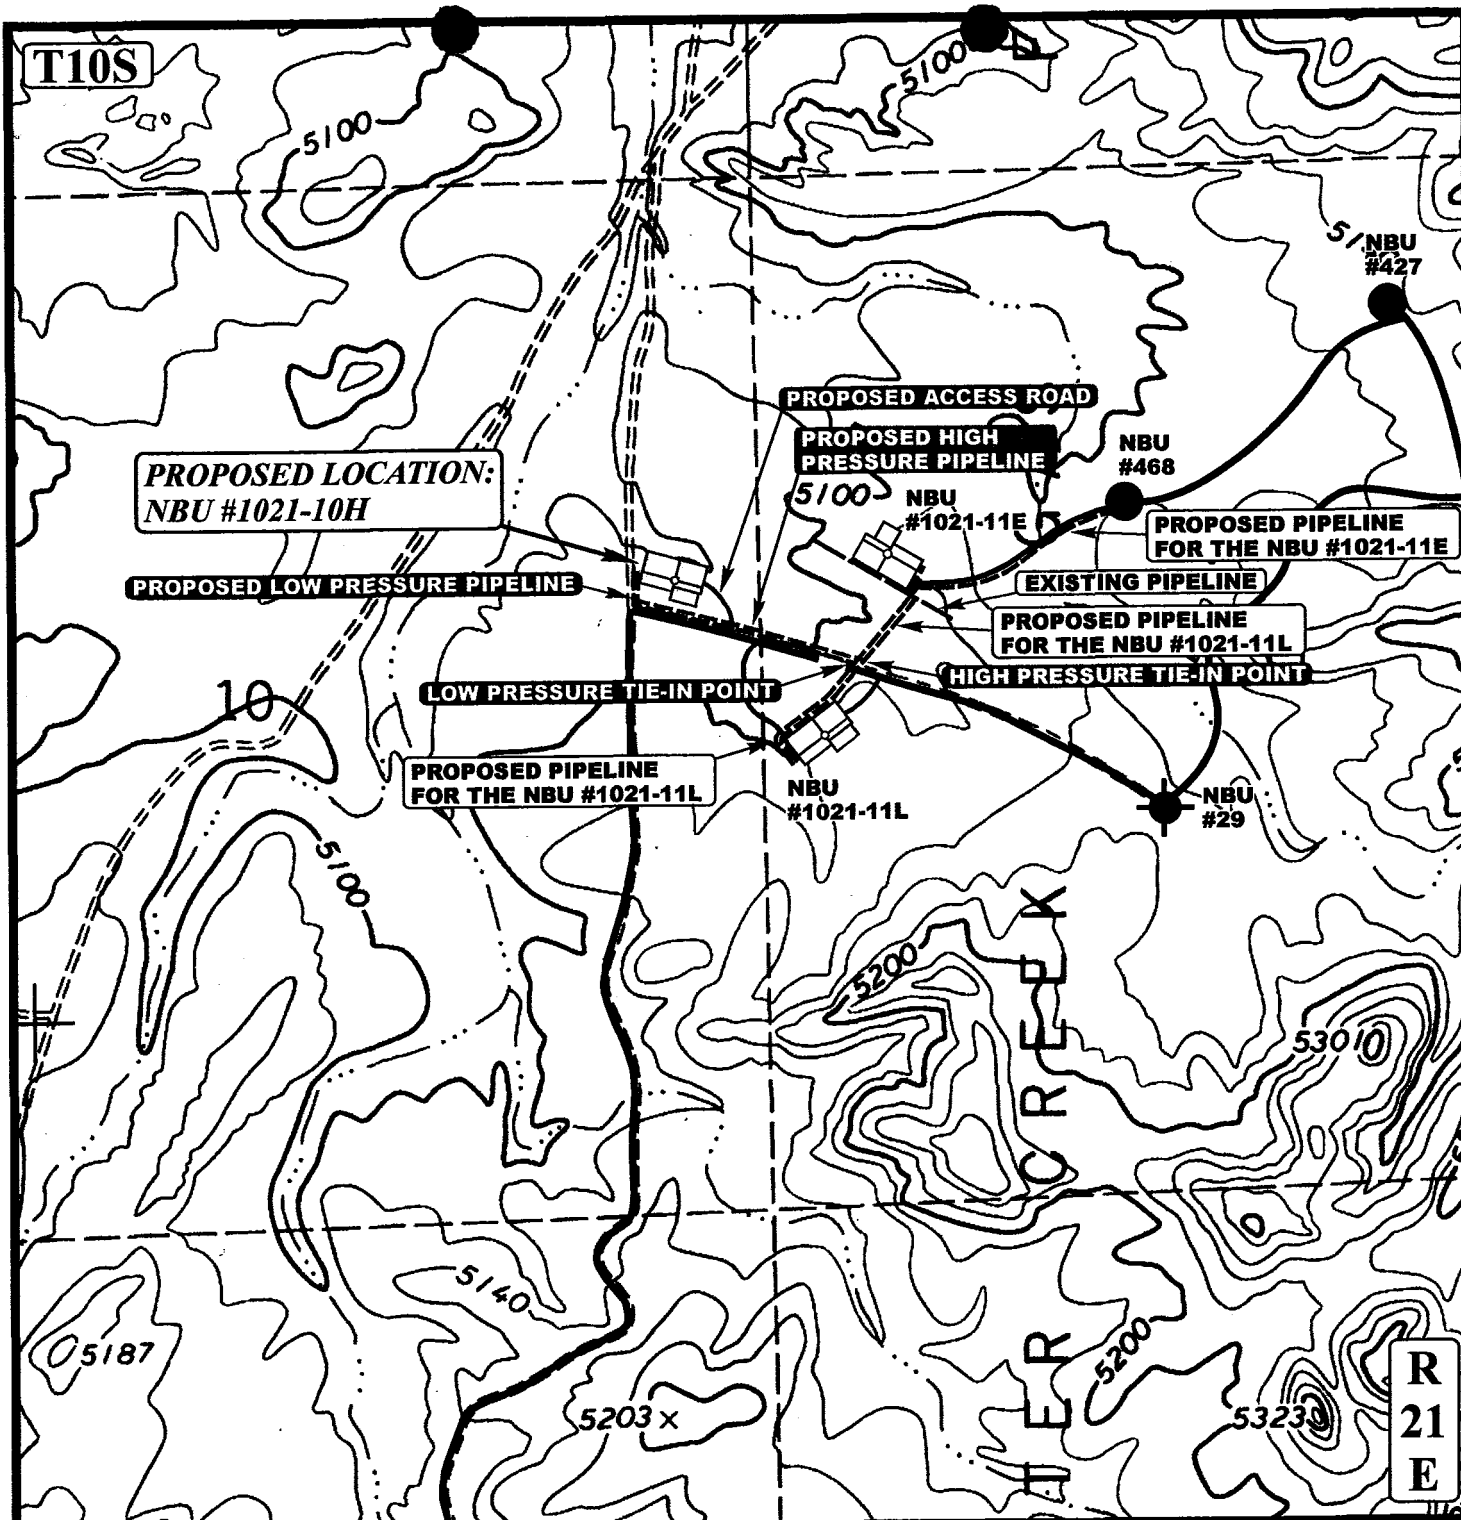 T10S
5100
5100
NBU
#427
PROPOSED ACCESS ROAD
PROPOSED HIGH
PRESSURE PIPELINE
NBU
#468
PROPOSED LOCATION:
NBU #1021-10H
5100
NBU
#1021-11E
PROPOSED PIPELINE
FOR THE NBU #1021-11E
PROPOSED LOW PRESSURE PIPELINE
EXISTING PIPELINE
PROPOSED PIPELINE
FOR THE NBU #1021-11L
HIGH PRESSURE TIE-IN POINT
LOW PRESSURE TIE-IN POINT
10
PROPOSED PIPELINE
FOR THE NBU #1021-11L
NBU
#1021-11L
NBU
#29
5100
5200
CREEK
53010
5140
5187
5203
5200
5323
R
21
E